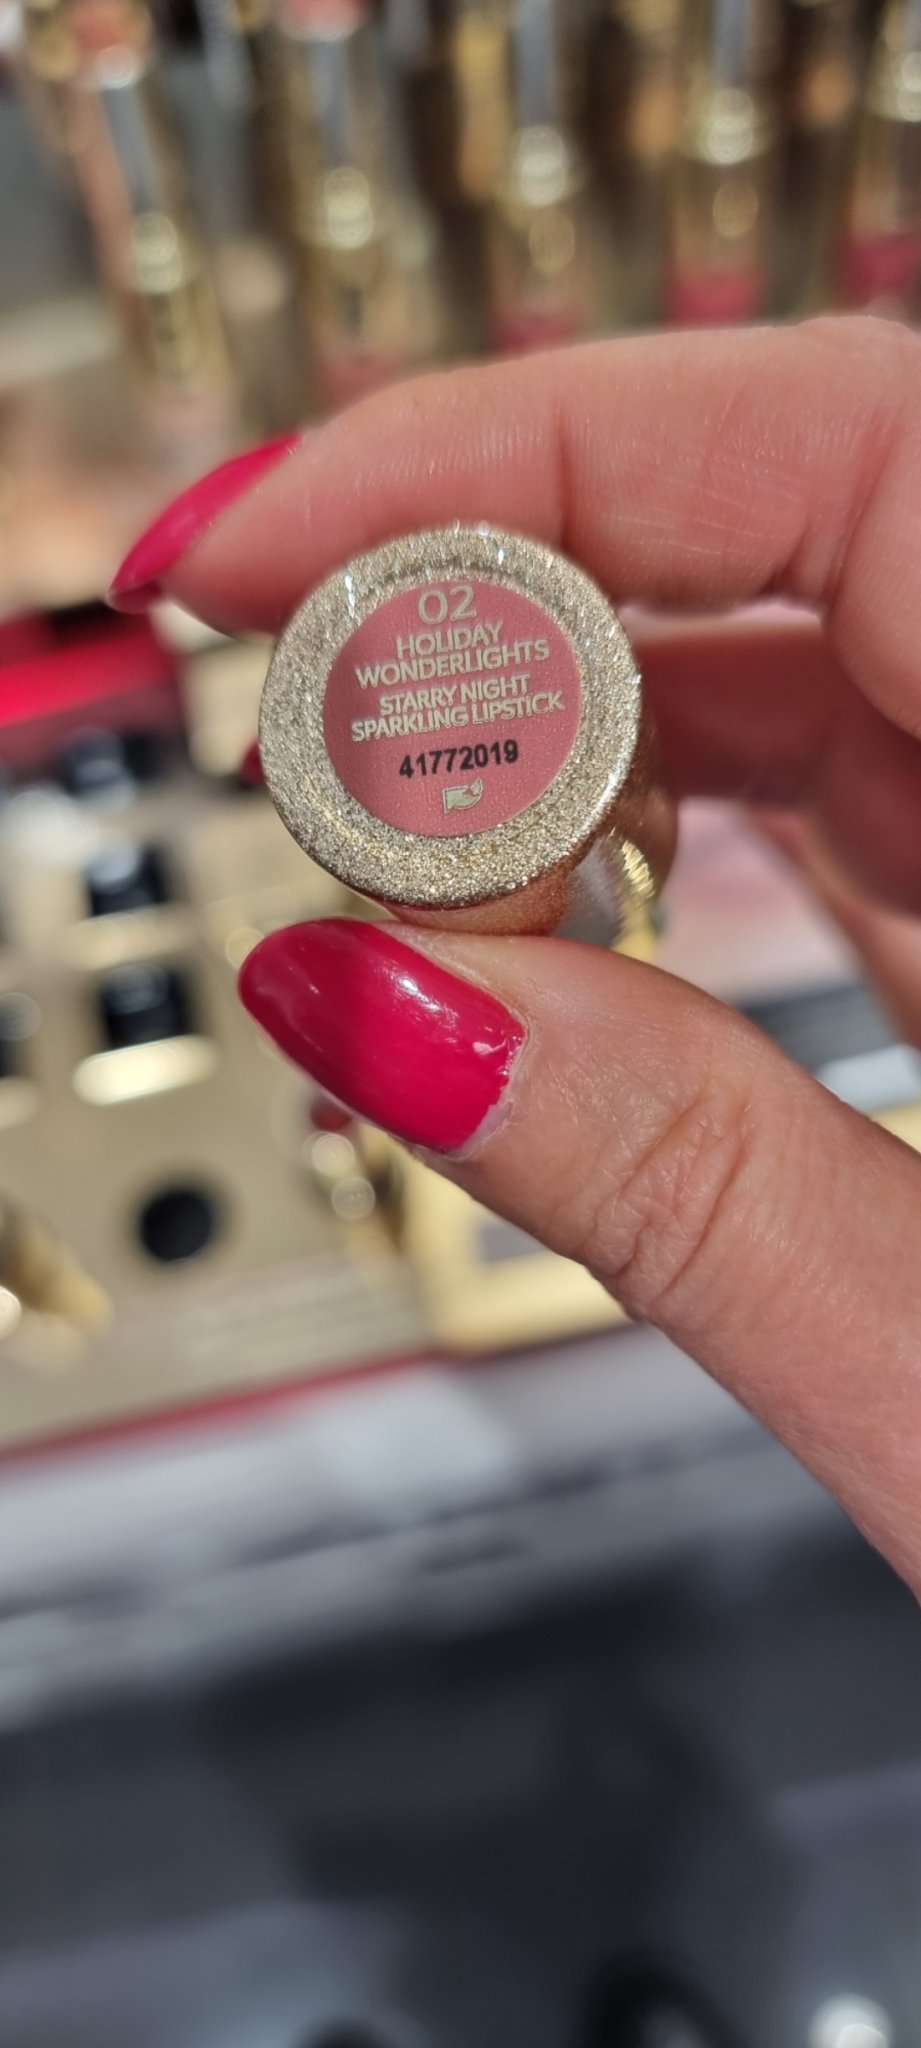 02
HOLIDAY
WONDERLIGHTS
STARRY NIGHT
SPARKLING LIPSTICK
41772019